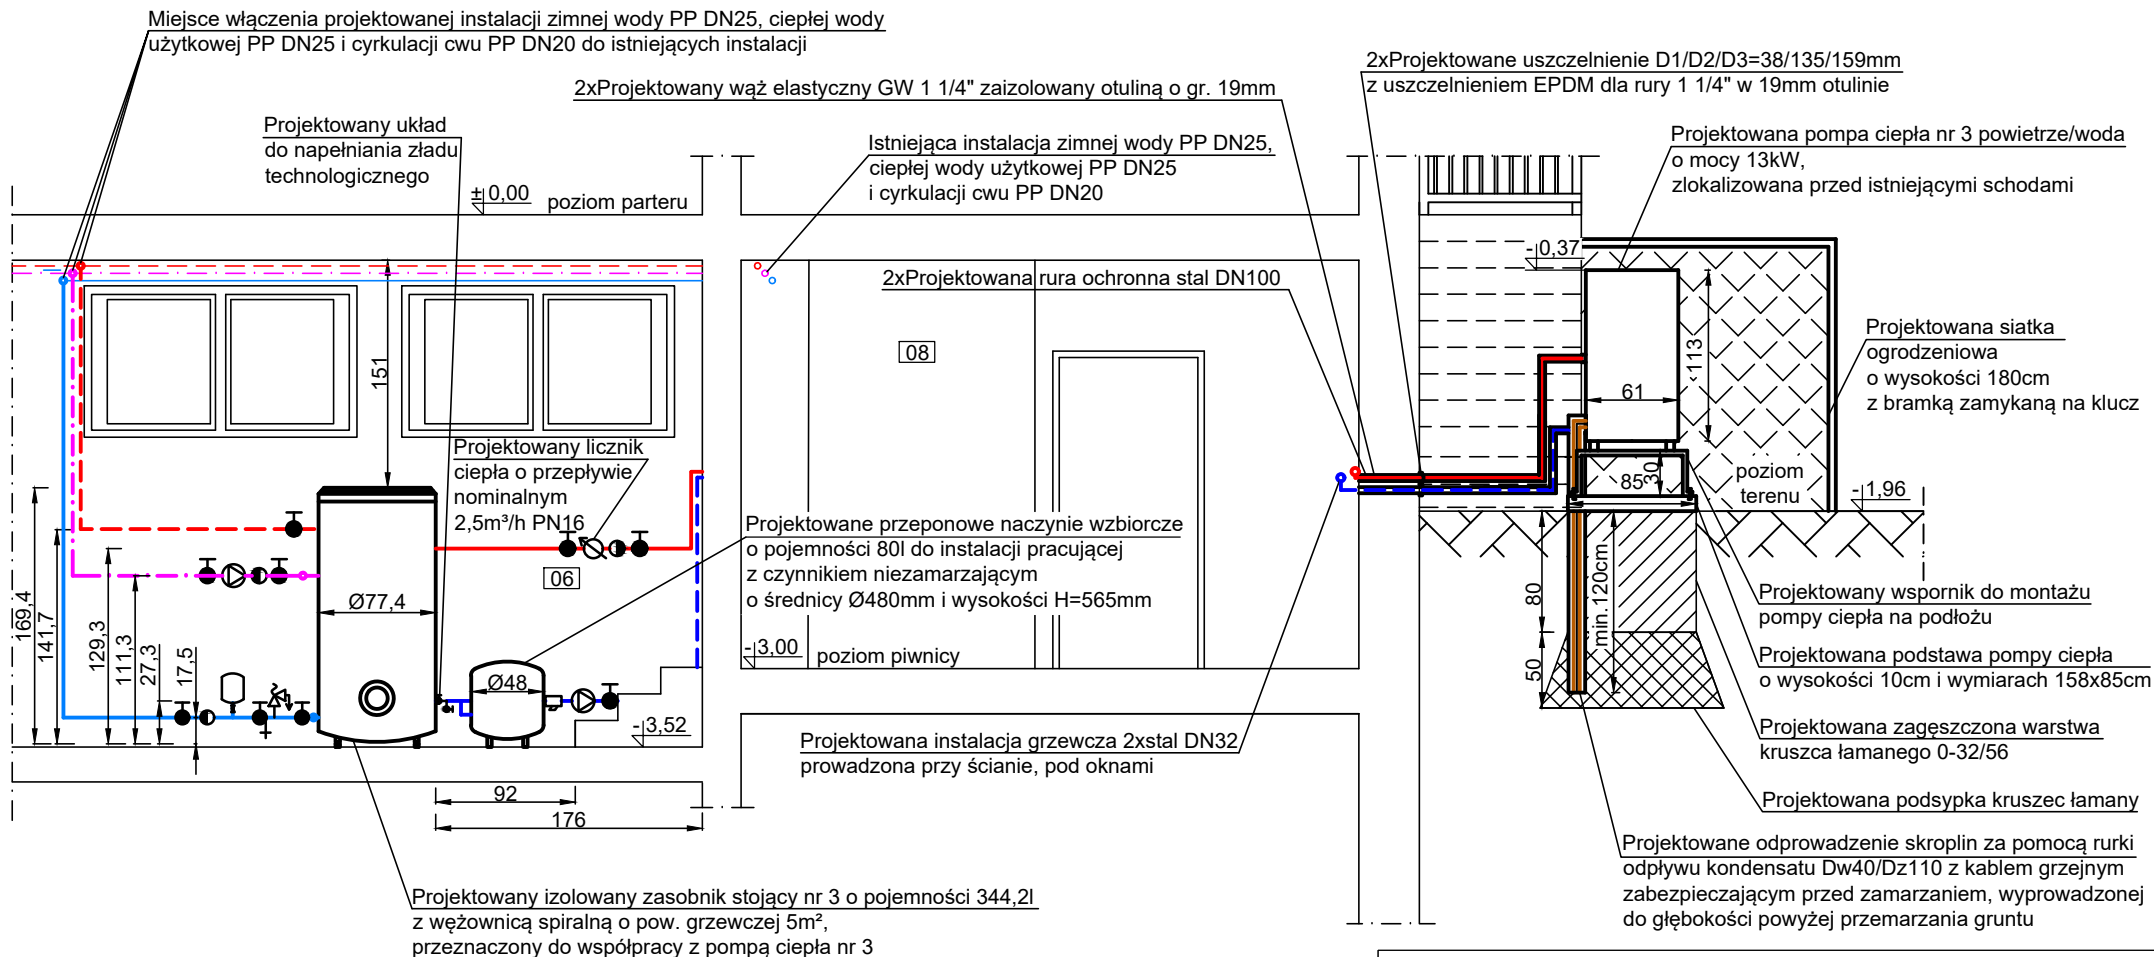 Miejsce włączenia projektowanej instalacji zimnej wody PP DN25, ciepłej wody
użytkowej PP DN25 i cyrkulacji cwu PP DN20 do istniejących instalacji
2xProjektowane uszczelnienie D1/D2/D3=38/135/159mm
z uszczelnieniem EPDM dla rury 1 1/4" w 19mm otulinie
2xProjektowany wąż elastyczny GW 1 1/4" zaizolowany otuliną o gr. 19mm
Projektowany układ
do napełniania zładu
technologicznego
Istniejąca instalacja zimnej wody PP DN25,
ciepłej wody użytkowej PP DN25
i cyrkulacji cwu PP DN20
Projektowana pompa ciepła nr 3 powietrze/woda
o mocy 13kW,
zlokalizowana przed istniejącymi schodami
±0,00 poziom parteru
- 0,37
2xProjektowana rura ochronna stal DN100
08
151
113
61
Projektowana siatka
ogrodzeniowa
o wysokości 180cm
z bramką zamykaną na klucz
Projektowany licznik
ciepła o przepływie
nominalnym
2,5m³/h PN16
06
poziom
terenu
85
30
- 1,96
Projektowane przeponowe naczynie wzbiorcze
o pojemności 80l do instalacji pracującej
z czynnikiem niezamarzającym
o średnicy Ø480mm i wysokości H=565mm
Ø77,4
169,4
141,7
129,3
111,3
27,3
17,5
Ø48
-3,00 poziom piwnicy
-3,52
80
50
min.120cm
Projektowany wspornik do montażu
pompy ciepła na podłożu
Projektowana podstawa pompy ciepła
o wysokości 10cm i wymiarach 158x85cm
Projektowana zagęszczona warstwa
kruszca łamanego 0-32/56
Projektowana instalacja grzewcza 2xstal DN32
prowadzona przy ścianie, pod oknami
92
176
Projektowana podsypka kruszec łamany
Projektowane odprowadzenie skroplin za pomocą rurki
odpływu kondensatu Dw40/Dz110 z kablem grzejnym
zabezpieczającym przed zamarzaniem, wyprowadzonej
do głębokości powyżej przemarzania gruntu
Projektowany izolowany zasobnik stojący nr 3 o pojemności 344,2l
z wężownicą spiralną o pow. grzewczej 5m²,
przeznaczony do współpracy z pompą ciepła nr 3